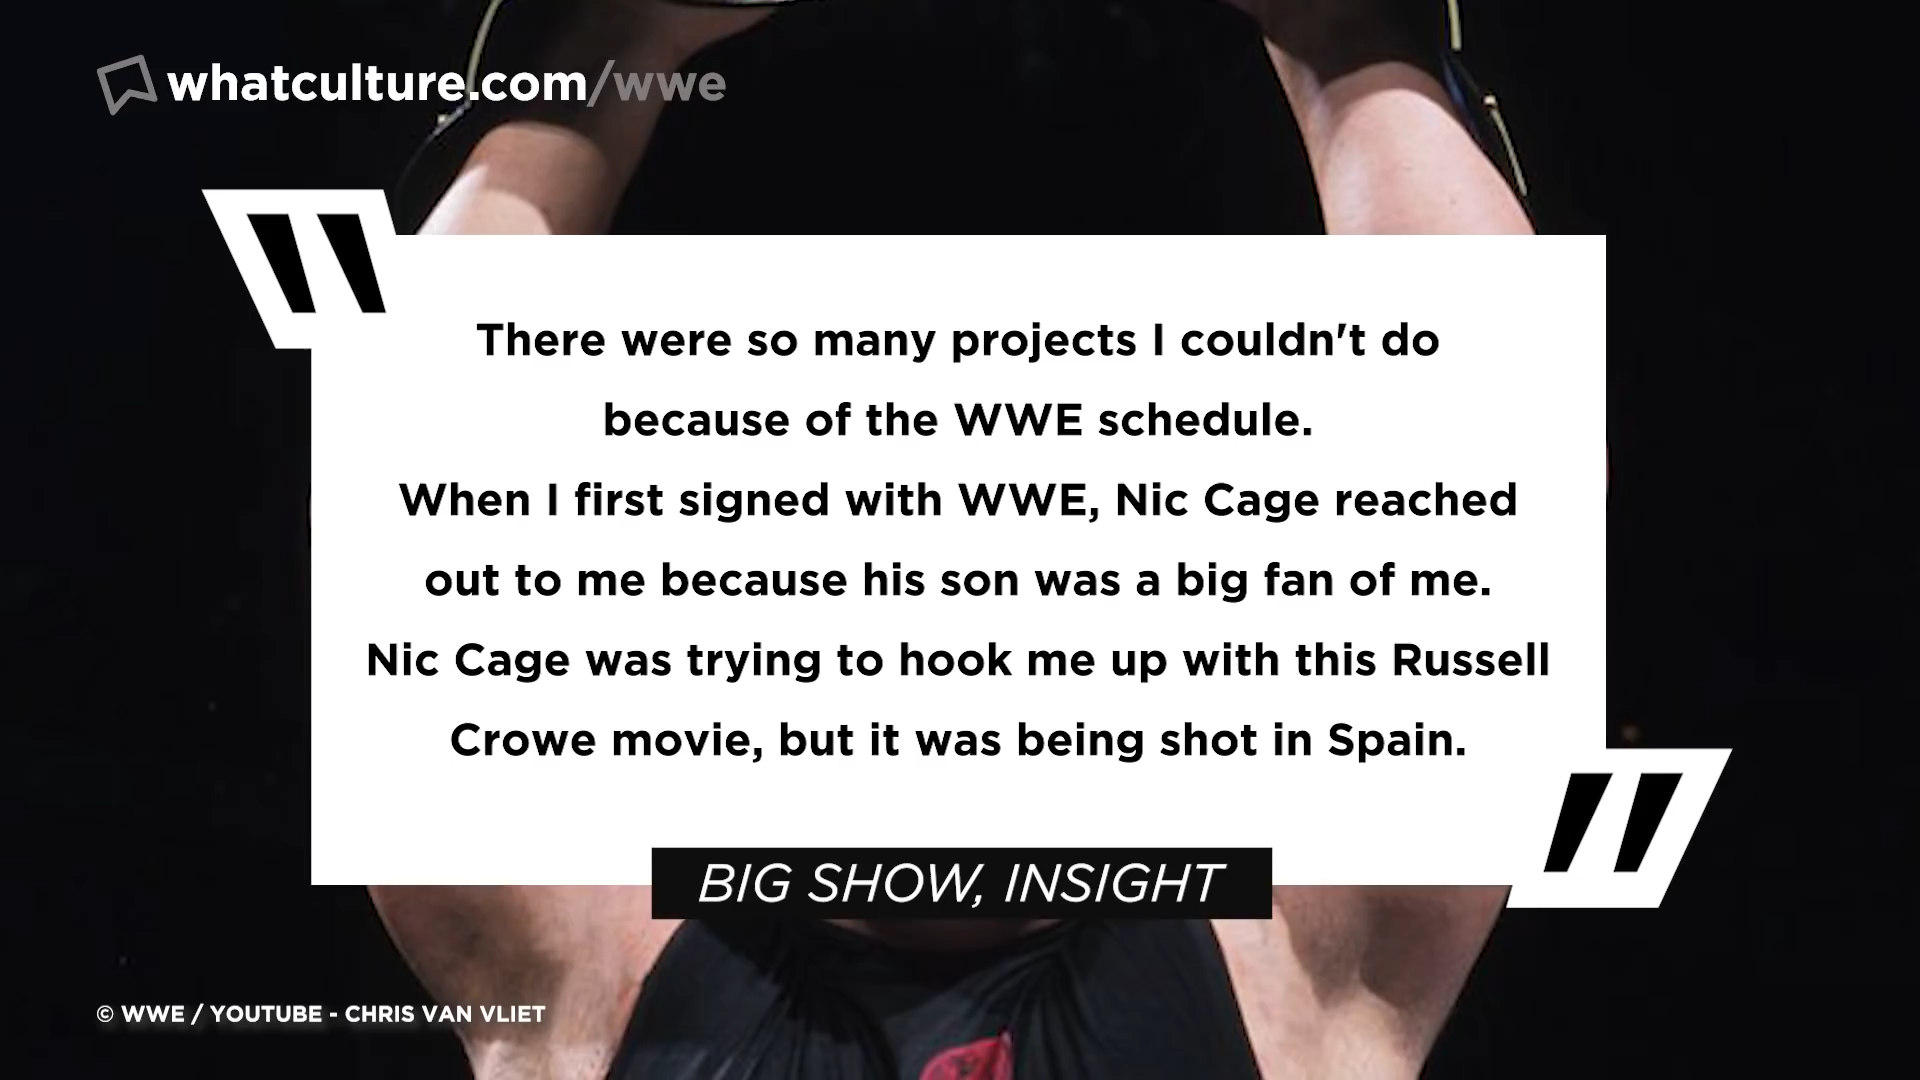 whatculture.com/wwe
There were so many projects I couldn't do
because of the WWE schedule.
When I first signed with WWE, Nic Cage reached
out to me because his son was a big fan of me.
Nic Cage was trying to hook me up with this Russell
Crowe movie, but it was being shot in Spain.
BIG SHOW, INSIGHT
© WWE / YOUTUBE - CHRIS VAN VLIET